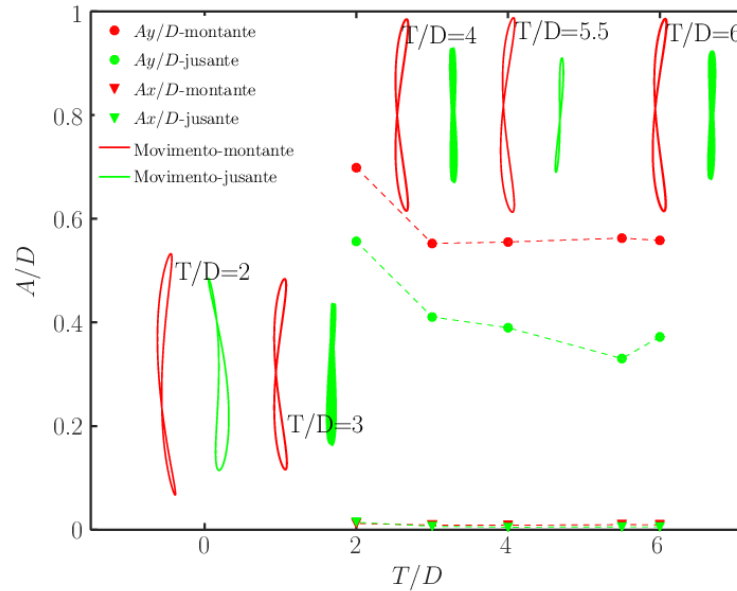 1
Ay/D-montante
Ay/D-jusante
Ax/D-montante
Ax/D-jusante
Movimento-montante
Movimento-jusante
T/D=4
T/D=5.5
T/D=6
0.8
0.6
0.4
0.2
0
A/D
T/D=2
T/D=3
0
2
4
6
T/D